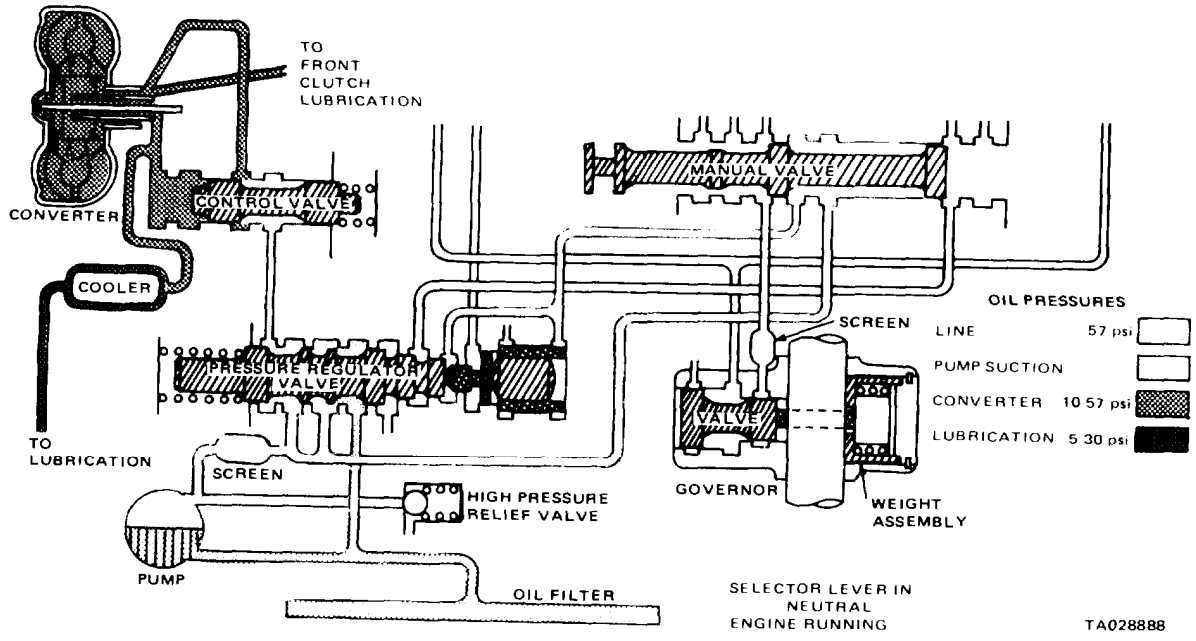 TO
FRONT
CLUTCH
LUBRICATION
MANUAL VALVE
CONTROL VALVE
CONVERTER
COOLER
OIL PRESSURES
SCREEN
LINE 57 psi
PUMP SUCTION
PRESSURE REGULATOR
VALVE
CONVERTER 10 57 psi
VALVE
LUBRICATION 5 30 psi
TO
LUBRICATION
SCREEN
GOVERNOR
HIGH PRESSURE
RELIEF VALVE
WEIGHT
ASSEMBLY
PUMP
OIL FILTER
SELECTOR LEVER IN
NEUTRAL
ENGINE RUNNING
TA028888